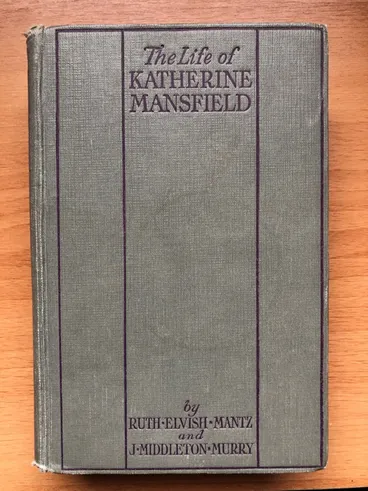 The Life of
KATHERINE
MANSFIELD
by
RUTH·ELVISH·MANTZ
and
J·MIDDLETON·MURRY